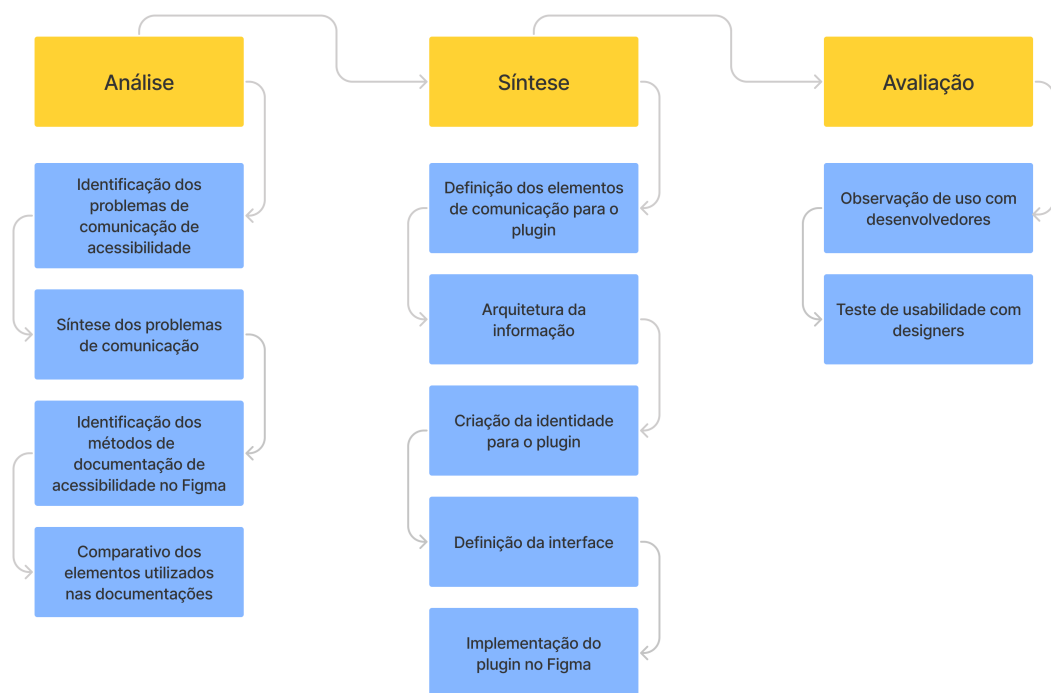 Análise
Identificação dos
problemas de
comunicação de
acessibilidade
Síntese dos problemas
de comunicação
Identificação dos
métodos de
documentação de
acessibilidade no Figma
Comparativo dos
elementos utilizados
nas documentações
Síntese
Definição dos elementos
de comunicação para o
plugin
Arquitetura da
informação
Criação da identidade
para o plugin
Definição da interface
Implementação do
plugin no Figma
Avaliação
Observação de uso com
desenvolvedores
Teste de usabilidade com
designers